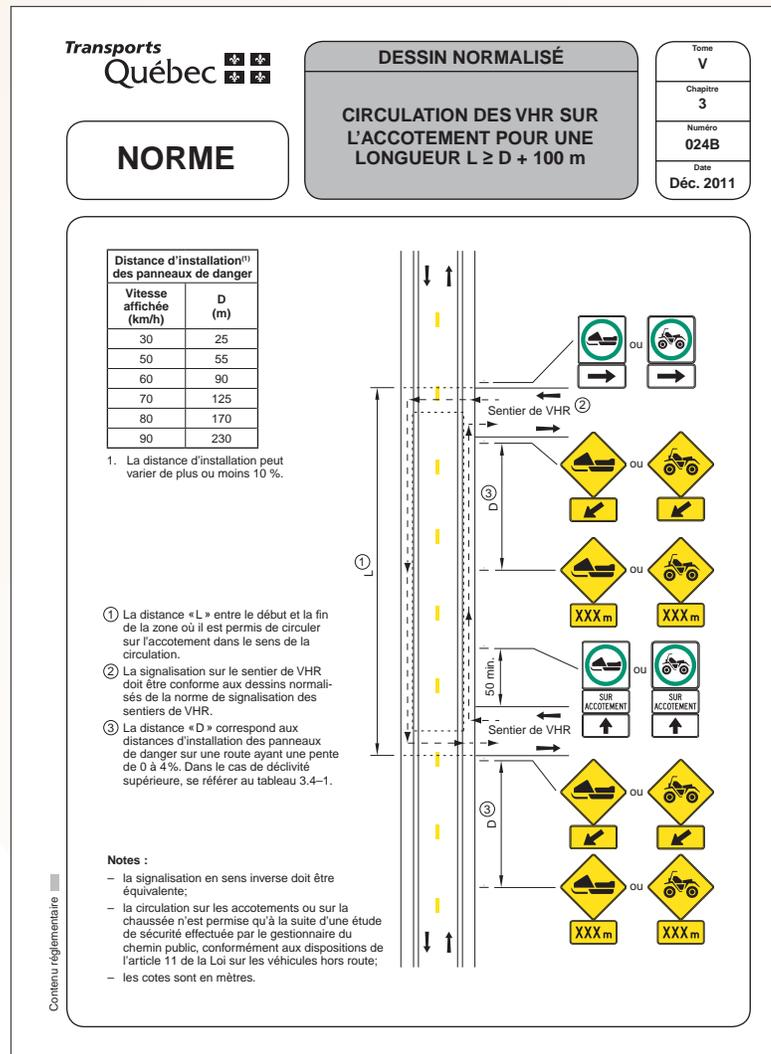 Transports
Québec
NORME
DESSIN NORMALISÉ
CIRCULATION DES VHR SUR
L'ACCOTEMENT POUR UNE
LONGUEUR L ≥ D + 100 m
Tome
V
Chapitre
3
Numéro
024B
Date
Déc. 2011
Distance d'installation(1)
des panneaux de danger
Vitesse
affichée
(km/h)
D
(m)
30 25
50 55
60 90
70 125
80 170
90 230
1. La distance d'installation peut
varier de plus ou moins 10 %.
1 La distance «L» entre le début et la fin
de la zone où il est permis de circuler
sur l'accotement dans le sens de la
circulation.
2 La signalisation sur le sentier de VHR
doit être conforme aux dessins normali-
sés de la norme de signalisation des
sentiers de VHR.
3 La distance «D» correspond aux
distances d'installation des panneaux
de danger sur une route ayant une pente
de 0 à 4%. Dans le cas de déclivité
supérieure, se référer au tableau 3.4–1.
Notes :
– la signalisation en sens inverse doit être
équivalente;
– la circulation sur les accotements ou sur la
chaussée n'est permise qu'à la suite d'une étude
de sécurité effectuée par le gestionnaire du
chemin public, conformément aux dispositions de
l'article 11 de la Loi sur les véhicules hors route;
– les cotes sont en mètres.
Contenu réglementaire
1
L
ou
Sentier de VHR 2
ou
3
D
ou
XXX m XXX m
ou
50 min.
SUR
ACCOTEMENT
SUR
ACCOTEMENT
Sentier de VHR
ou
3
D
ou
XXX m XXX m